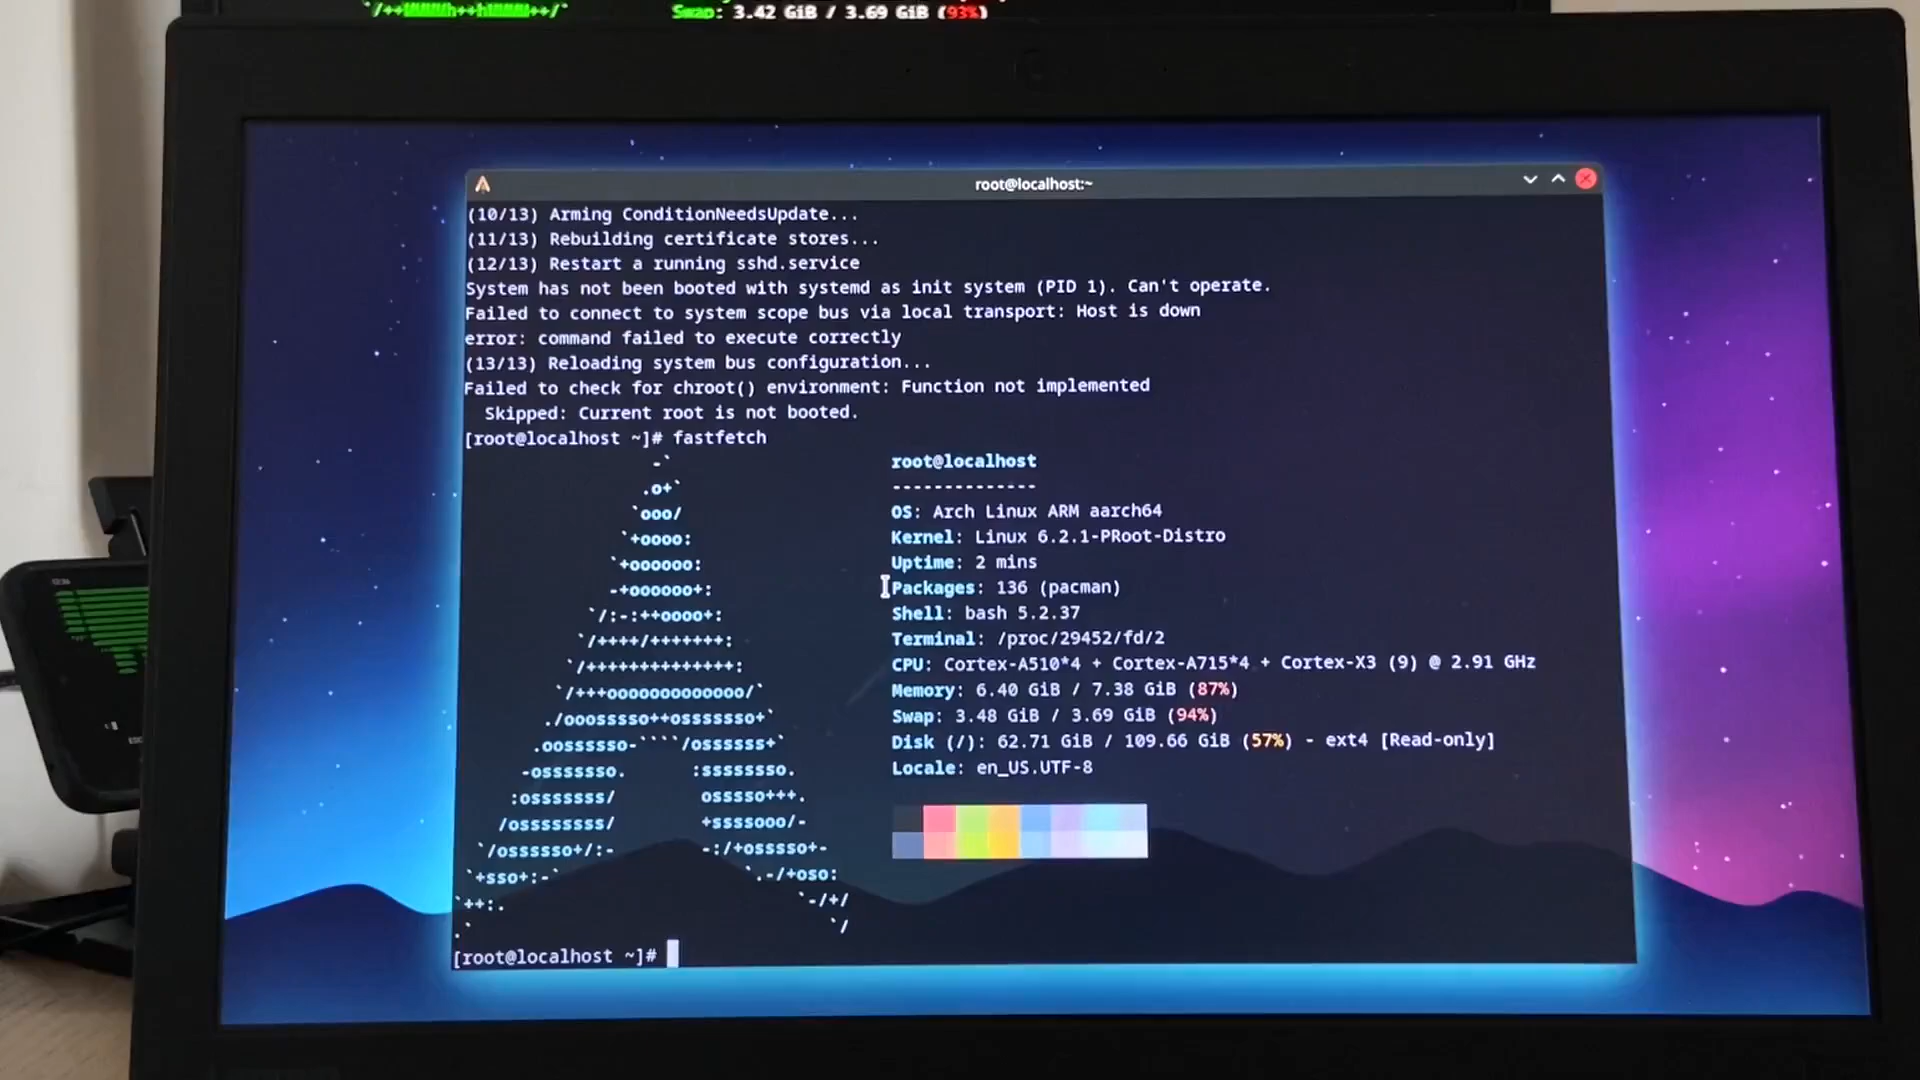 Swap: 3.42 GiB / 3.69 GiB (93%)
root@localhost:~
(10/13) Arming ConditionNeedsUpdate...
(11/13) Rebuilding certificate stores...
(12/13) Restart a running sshd.service
System has not been booted with systemd as init system (PID 1). Can't operate.
Failed to connect to system scope bus via local transport: Host is down
error: command failed to execute correctly
(13/13) Reloading system bus configuration...
Failed to check for chroot() environment: Function not implemented
Skipped: Current root is not booted.
[root@localhost ~]# fastfetch
root@localhost
--------------
OS: Arch Linux ARM aarch64
Kernel: Linux 6.2.1-PRoot-Distro
Uptime: 2 mins
Packages: 136 (pacman)
Shell: bash 5.2.37
Terminal: /proc/29452/fd/2
CPU: Cortex-A510*4 + Cortex-A715*4 + Cortex-X3 (9) @ 2.91 GHz
Memory: 6.40 GiB / 7.38 GiB (87%)
Swap: 3.48 GiB / 3.69 GiB (94%)
Disk (/): 62.71 GiB / 109.66 GiB (57%) - ext4 [Read-only]
Locale: en_US.UTF-8
[root@localhost ~]#